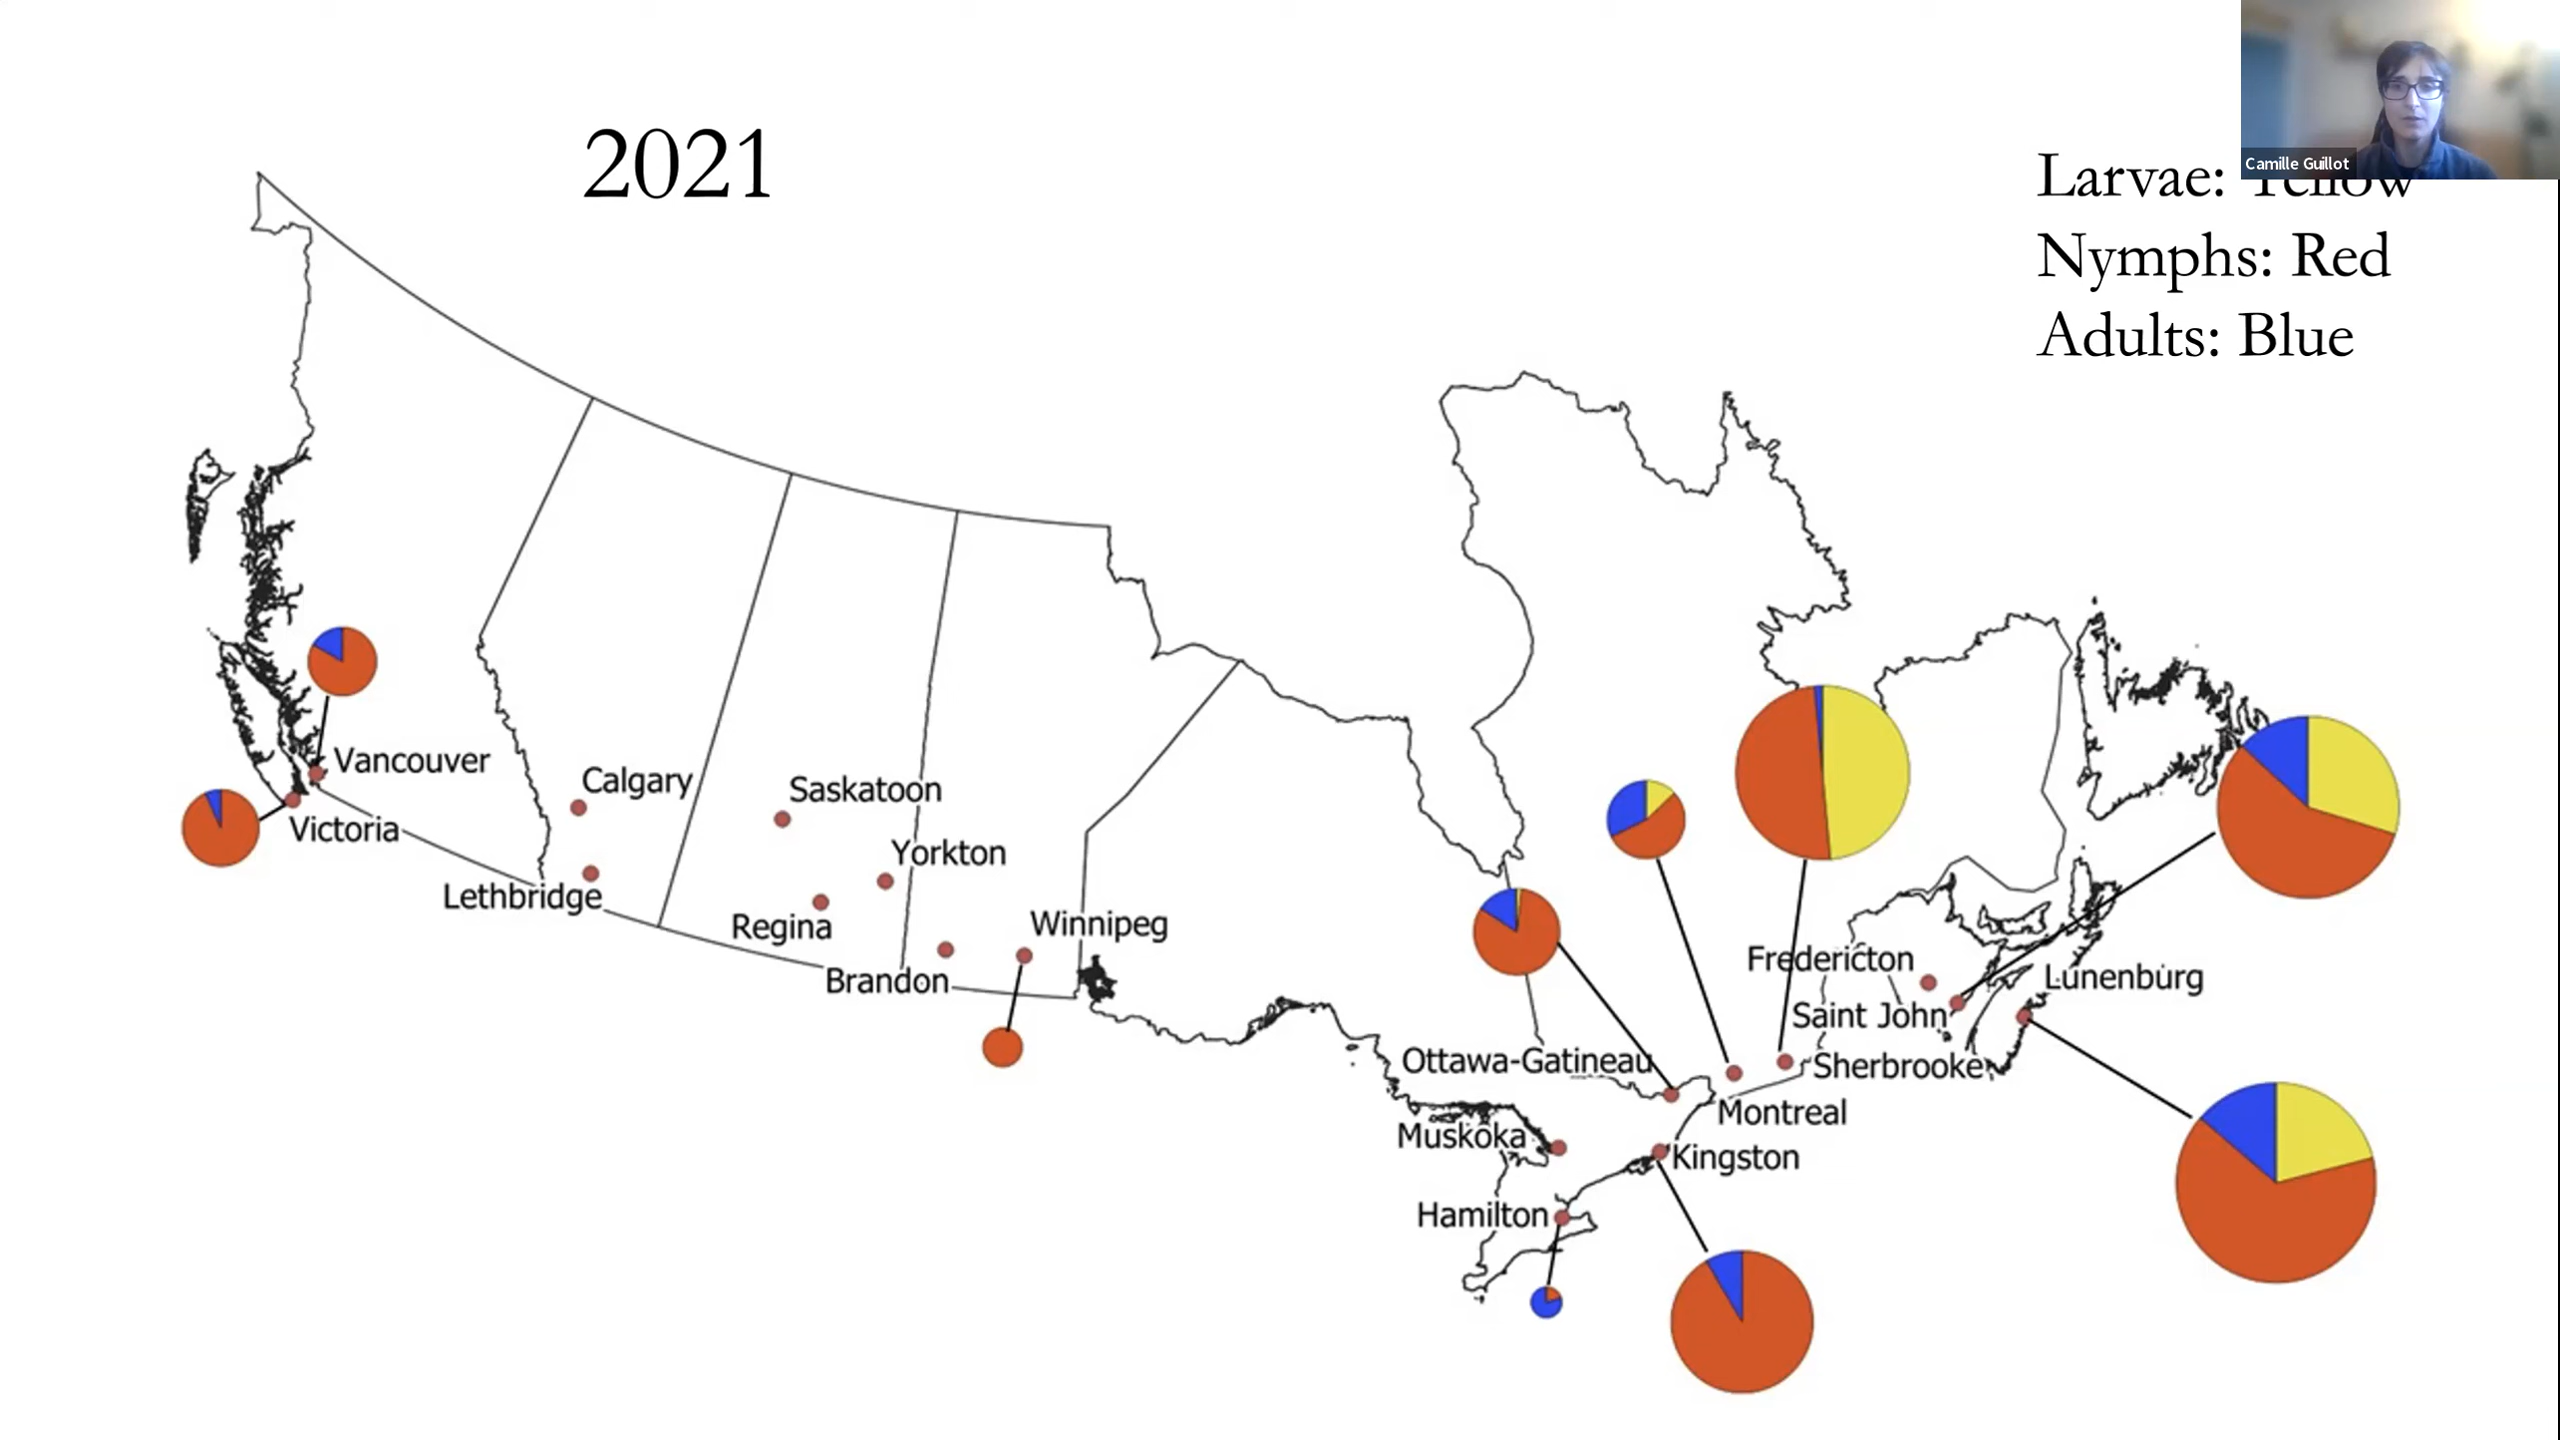 Camille Guillot
2021
Larvae: Yellow
Nymphs: Red
Adults: Blue
Vancouver
Calgary
Saskatoon
Victoria
Yorkton
Lethbridge
Regina
Winnipeg
Brandon
Fredericton
Lunenburg
Saint John
Ottawa-Gatineau
Sherbrooke
Montreal
Muskoka
Kingston
Hamilton